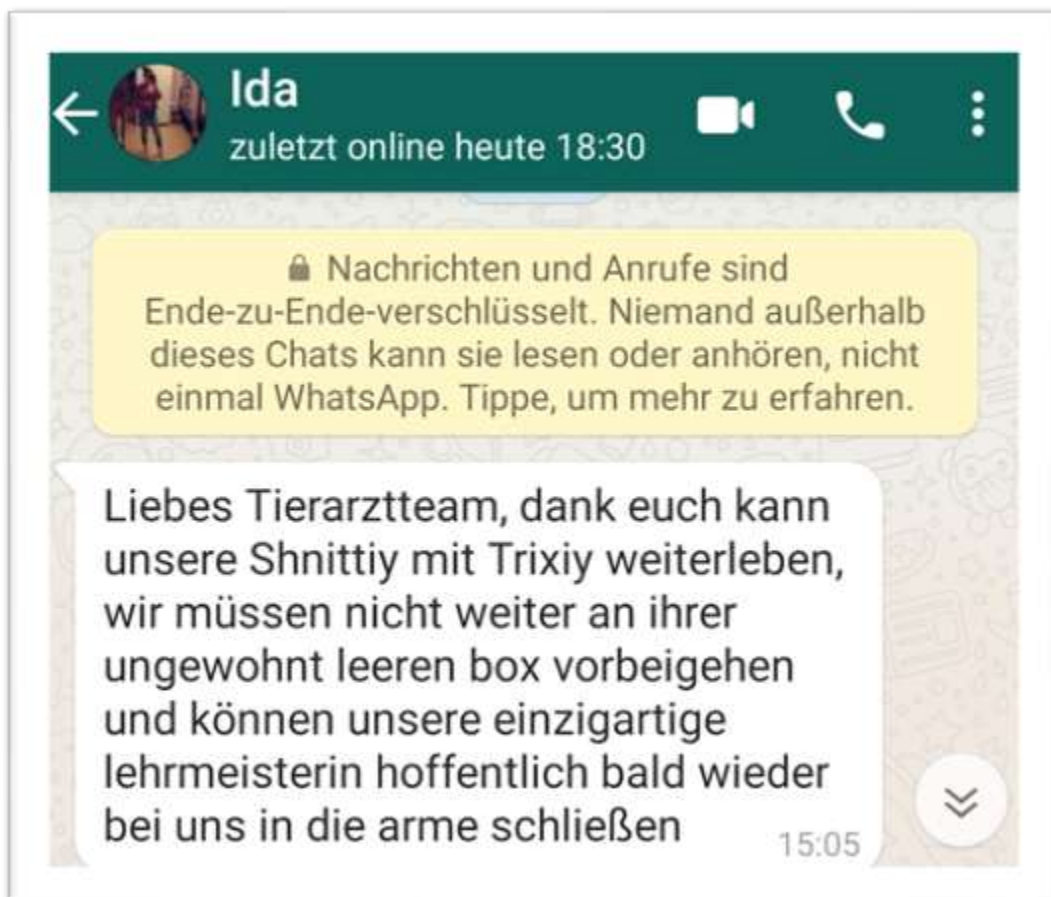 Ida
zuletzt online heute 18:30
Nachrichten und Anrufe sind
Ende-zu-Ende-verschlüsselt. Niemand außerhalb
dieses Chats kann sie lesen oder anhören, nicht
einmal WhatsApp. Tippe, um mehr zu erfahren.
Liebes Tierarztteam, dank euch kann
unsere Shnittiy mit Trixiy weiterleben,
wir müssen nicht weiter an ihrer
ungewohnt leeren box vorbeigehen
und können unsere einzigartige
lehrmeisterin hoffentlich bald wieder
bei uns in die arme schließen
15:05